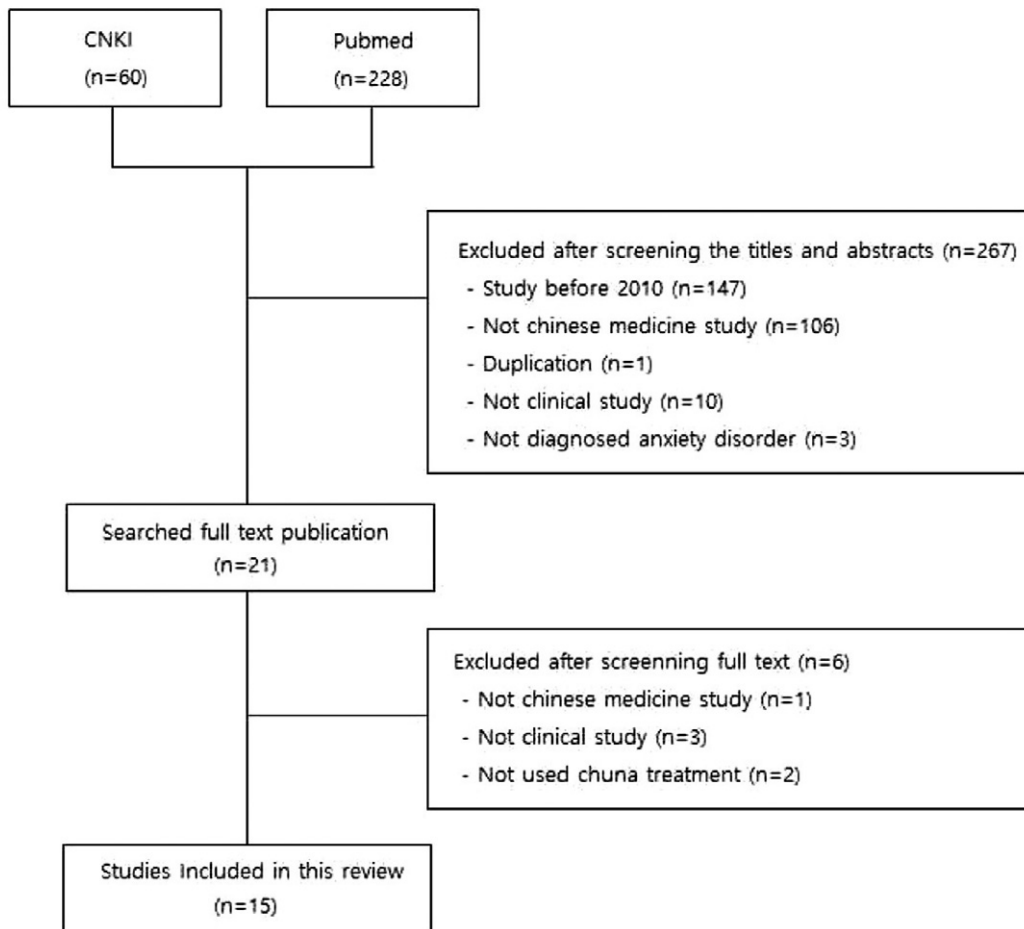 CNKI
(n=60)
Pubmed
(n=228)
Excluded after screening the titles and abstracts (n=267)
- Study before 2010 (n=147)
- Not chinese medicine study (n=106)
- Duplication (n=1)
- Not clinical study (n=10)
- Not diagnosed anxiety disorder (n=3)
Searched full text publication
(n=21)
Excluded after screenning full text (n=6)
- Not chinese medicine study (n=1)
- Not clinical study (n=3)
- Not used chuna treatment (n=2)
Studies Included in this review
(n=15)